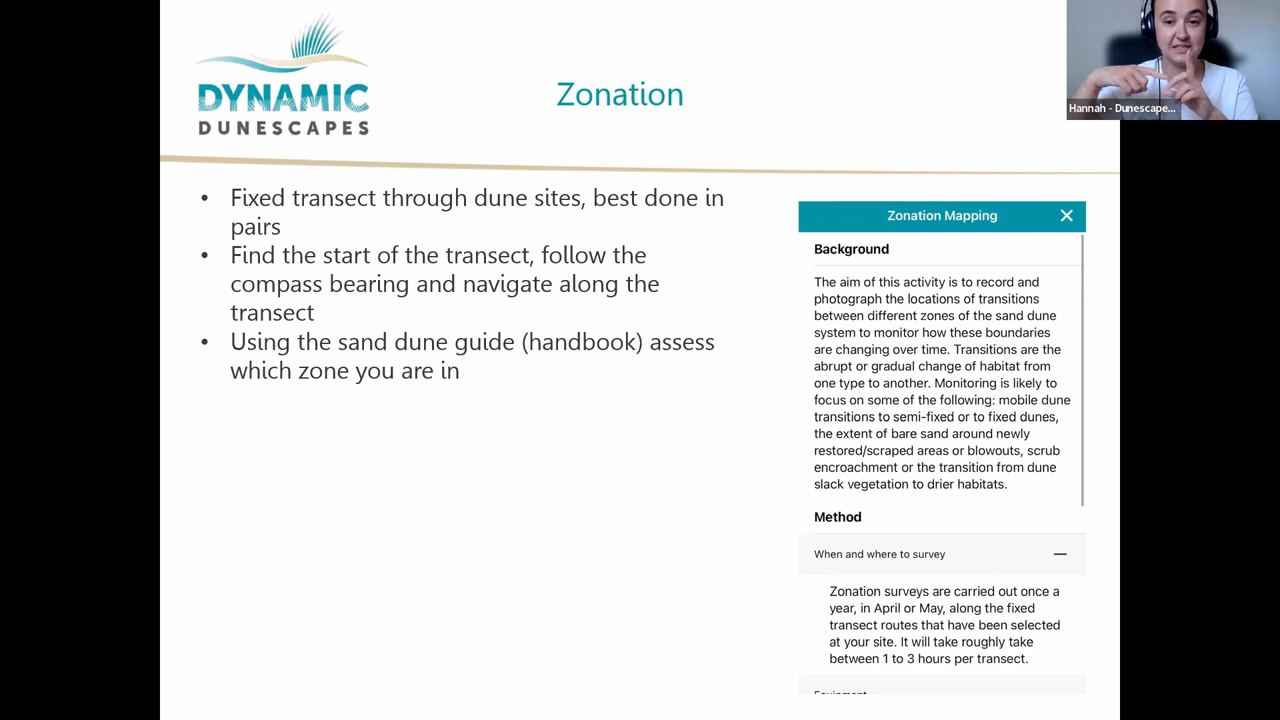 DYNAMIC
DUNESCAPES
Zonation
Hannah - Dunescape...
• Fixed transect through dune sites, best done in
pairs
• Find the start of the transect, follow the
compass bearing and navigate along the
transect
• Using the sand dune guide (handbook) assess
which zone you are in
Zonation Mapping
Background
The aim of this activity is to record and
photograph the locations of transitions
between different zones of the sand dune
system to monitor how these boundaries
are changing over time. Transitions are the
abrupt or gradual change of habitat from
one type to another. Monitoring is likely to
focus on some of the following: mobile dune
transitions to semi-fixed or to fixed dunes,
the extent of bare sand around newly
restored/scraped areas or blowouts, scrub
encroachment or the transition from dune
slack vegetation to drier habitats.
Method
When and where to survey
Zonation surveys are carried out once a
year, in April or May, along the fixed
transect routes that have been selected
at your site. It will take roughly take
between 1 to 3 hours per transect.
Equipment